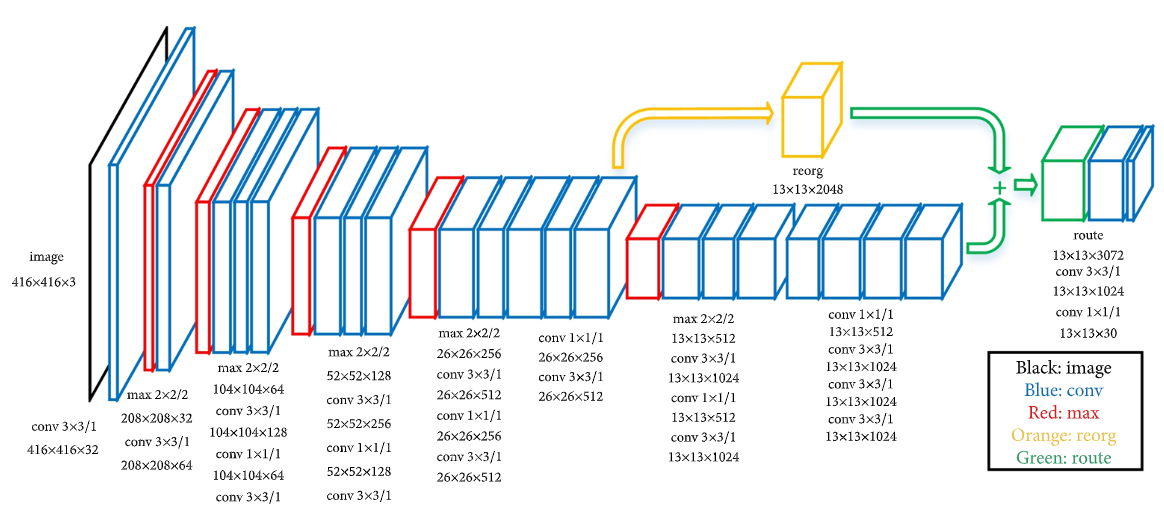 image
416×416×3
conv 3×3/1
416×416×32
max 2×2/2
208×208×32
conv 3×3/1
208×208×64
max 2×2/2
104×104×64
conv 3×3/1
104×104×128
conv 1×1/1
104×104×64
conv 3×3/1
max 2×2/2
52×52×128
conv 3×3/1
52×52×256
conv 1×1/1
52×52×128
conv 3×3/1
max 2×2/2
26×26×256
conv 3×3/1
26×26×512
conv 1×1/1
26×26×256
conv 3×3/1
26×26×512
conv 1×1/1
26×26×256
conv 3×3/1
26×26×512
reorg
13×13×2048
max 2×2/2
13×13×512
conv 3×3/1
13×13×1024
conv 1×1/1
13×13×512
conv 3×3/1
13×13×1024
conv 1×1/1
13×13×512
conv 3×3/1
13×13×1024
conv 3×3/1
13×13×1024
conv 3×3/1
13×13×1024
+
route
13×13×3072
conv 3×3/1
13×13×1024
conv 1×1/1
13×13×30
Black: image
Blue: conv
Red: max
Orange: reorg
Green: route